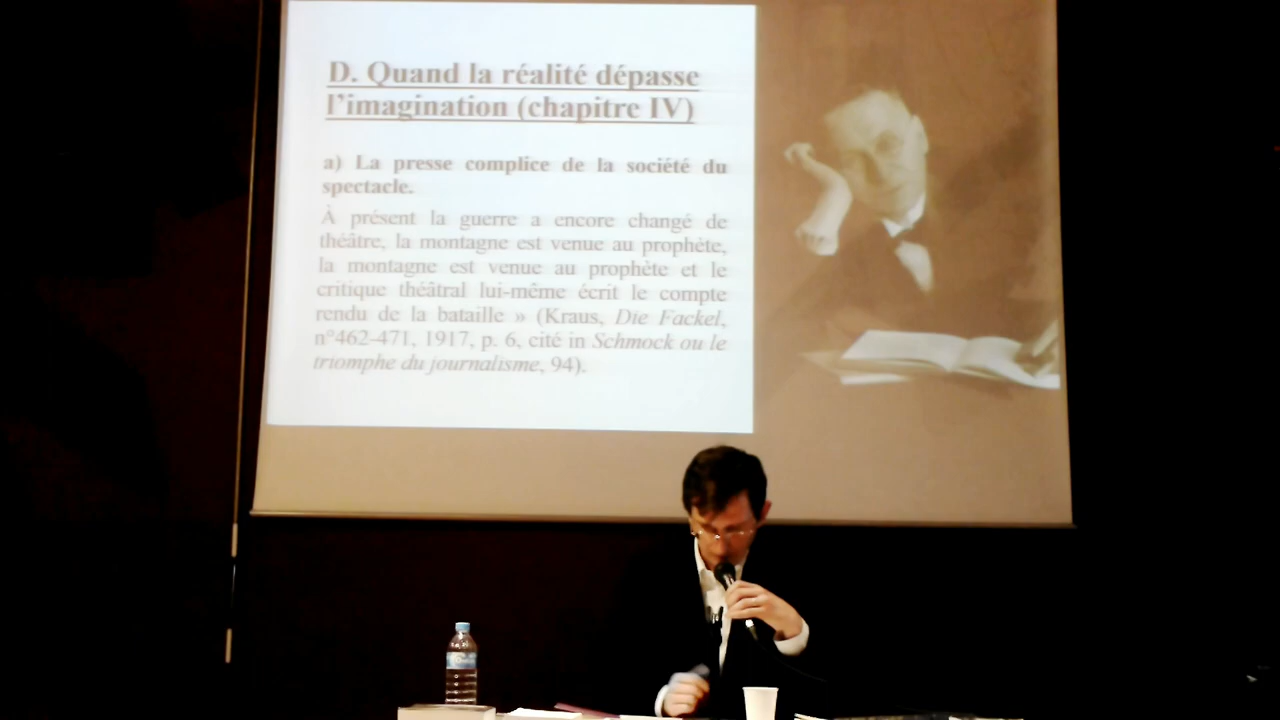 D. Quand la réalité dépasse
l'imagination (chapitre IV)
a) La presse complice de la société du
spectacle.
À présent la guerre a encore changé de
théâtre, la montagne est venue au prophète,
la montagne est venue au prophète et le
critique théâtral lui-même écrit le compte
rendu de la bataille » (Kraus, Die Fackel,
n°462-471, 1917, p. 6, cité in Schmock ou le
triomphe du journalisme, 94).